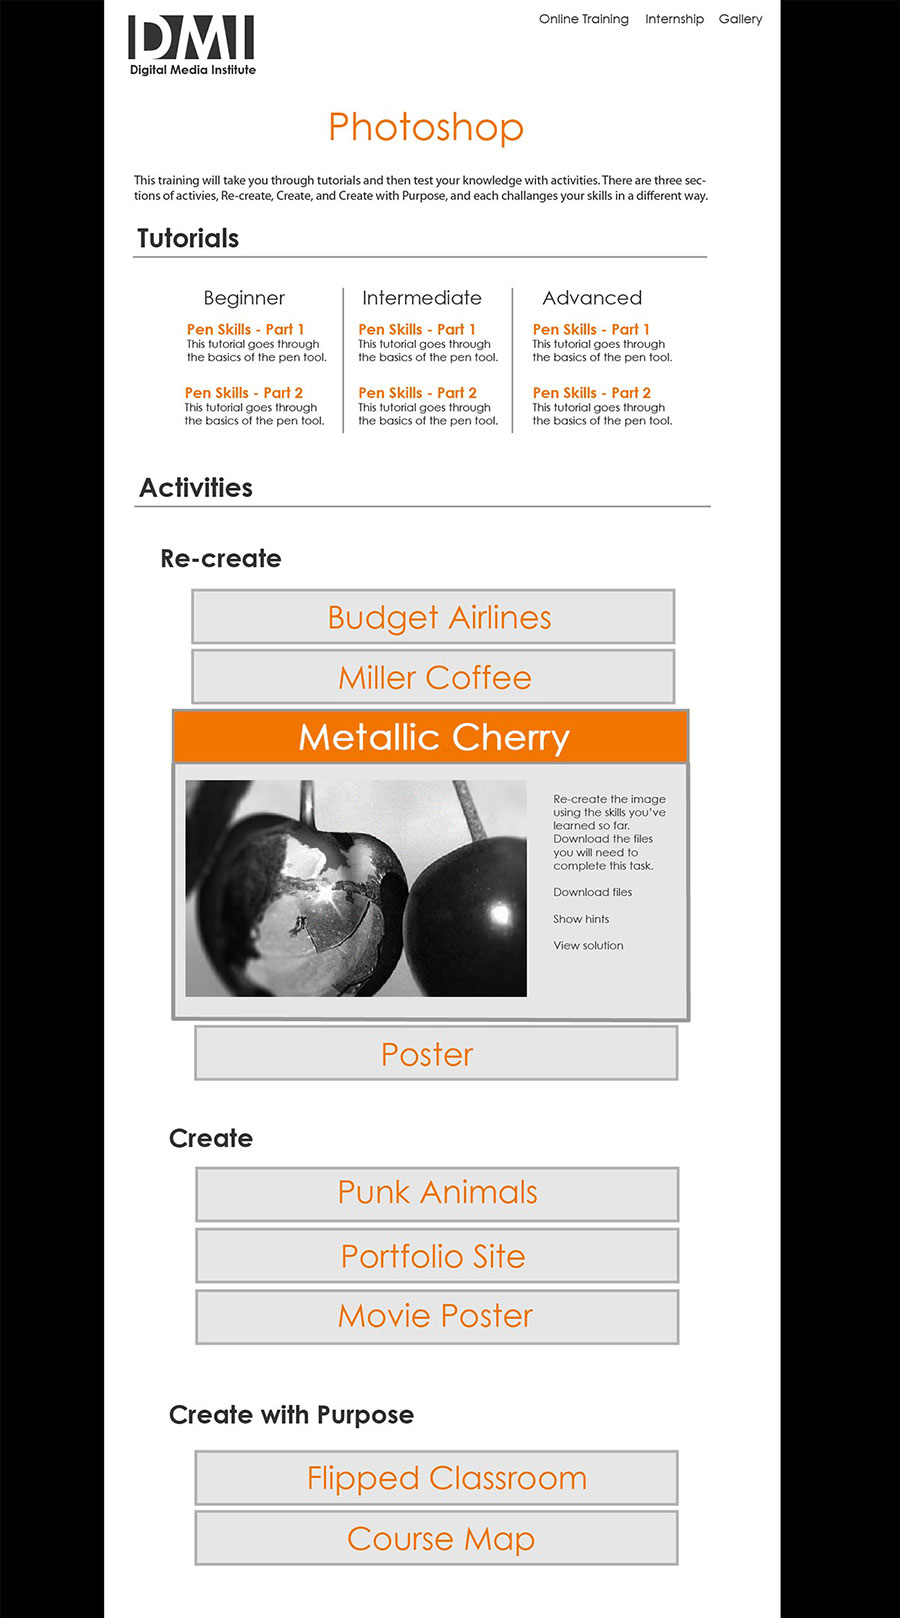 DMI
Digital Media Institute
Online Training Internship Gallery
Photoshop
This training will take you through tutorials and then test your knowledge with activities. There are three sec-
tions of activies, Re-create, Create, and Create with Purpose, and each challanges your skills in a different way.
Tutorials
Beginner
Pen Skills - Part 1
This tutorial goes through
the basics of the pen tool.
Pen Skills - Part 2
This tutorial goes through
the basics of the pen tool.
Intermediate
Pen Skills - Part 1
This tutorial goes through
the basics of the pen tool.
Pen Skills - Part 2
This tutorial goes through
the basics of the pen tool.
Advanced
Pen Skills - Part 1
This tutorial goes through
the basics of the pen tool.
Pen Skills - Part 2
This tutorial goes through
the basics of the pen tool.
Activities
Re-create
Budget Airlines
Miller Coffee
Metallic Cherry
Re-create the image
using the skills you've
learned so far.
Download the files
you will need to
complete this task.
Download files
Show hints
View solution
Poster
Create
Punk Animals
Portfolio Site
Movie Poster
Create with Purpose
Flipped Classroom
Course Map